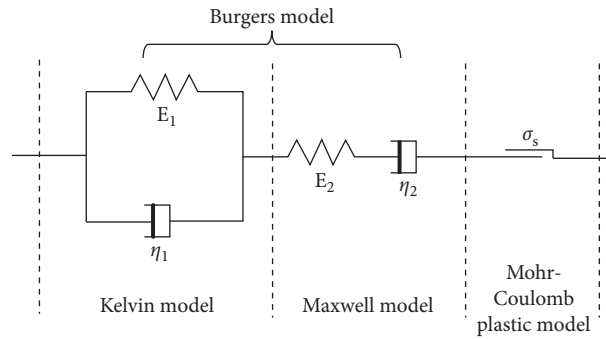 Burgers model
E₁
η₁
E₂
η₂
σₛ
Kelvin model
Maxwell model
Mohr-
Coulomb
plastic model